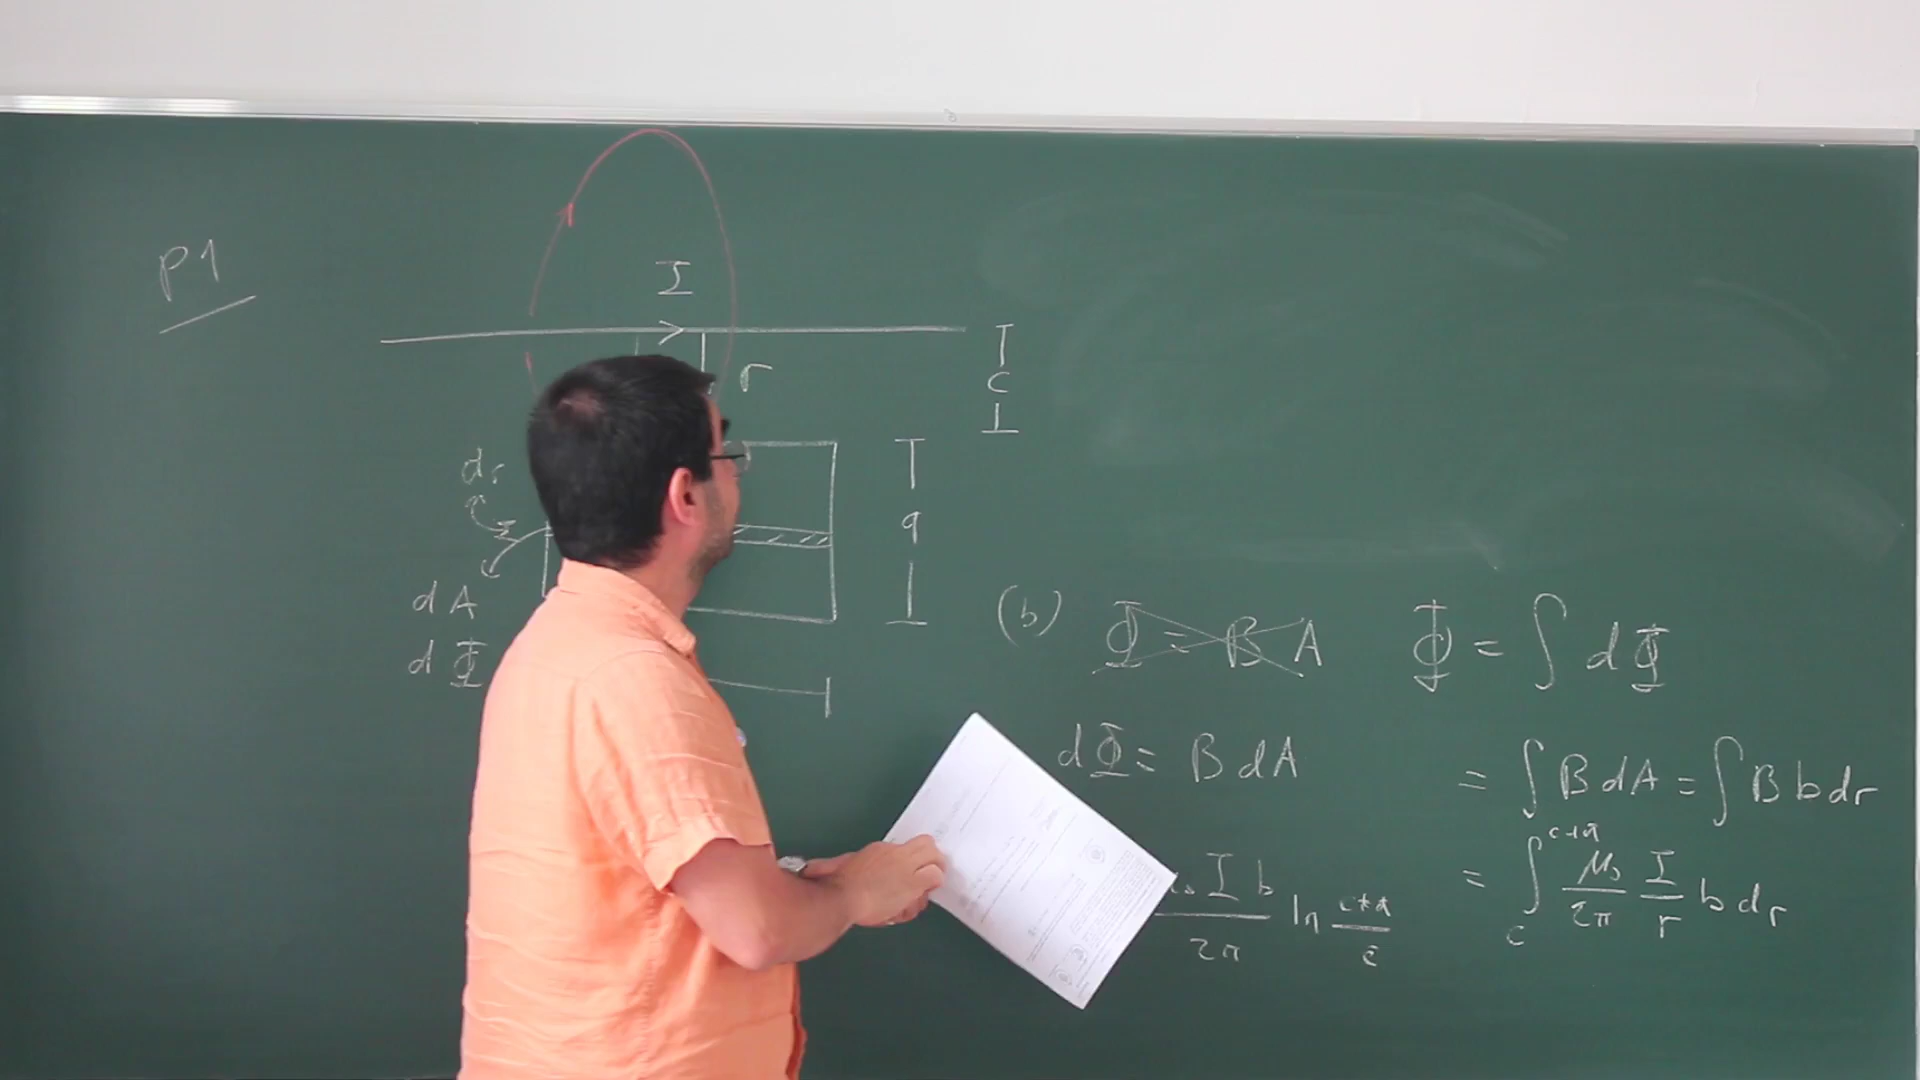 P1
I
r
c
dr
a
dA
dΦ
(b) Φ = B A Φ = ∫ dΦ
dΦ = B dA = ∫ B dA = ∫ B b dr
I b / 2π ln c+a / c = ∫ c c+a μ₀ / 2π I / r b dr